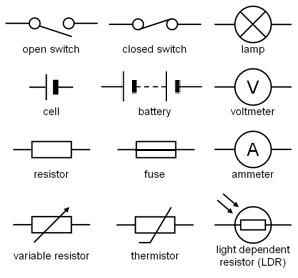 open switch
closed switch
lamp
cell
battery
V
voltmeter
resistor
fuse
A
ammeter
variable resistor
thermistor
light dependent
resistor (LDR)